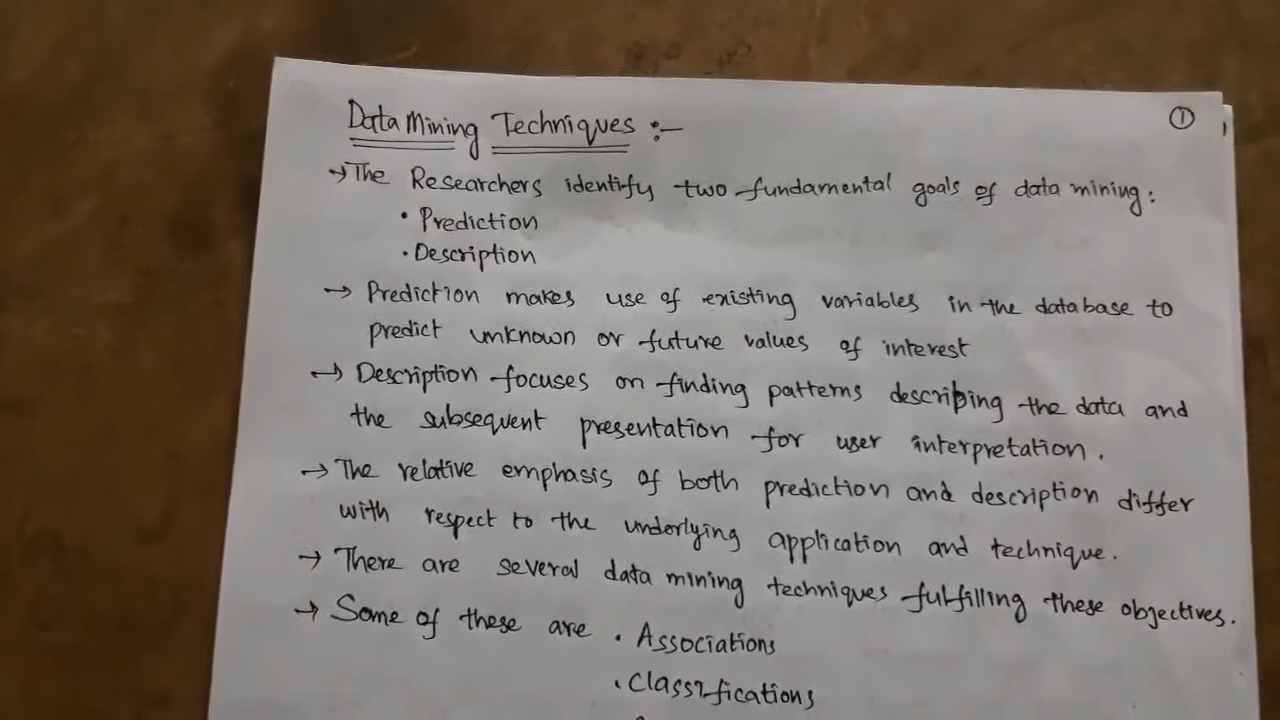 Data Mining Techniques :-
①
→ The Researchers identify two fundamental goals of data mining:
• Prediction
• Description
→ Prediction makes use of existing variables in the database to
predict unknown or future values of interest
→ Description focuses on finding patterns describing the data and
the subsequent presentation for user interpretation.
→ The relative emphasis of both prediction and description differ
with respect to the underlying application and technique.
→ There are several data mining techniques fulfilling these objectives.
→ Some of these are • Associations
• Classifications